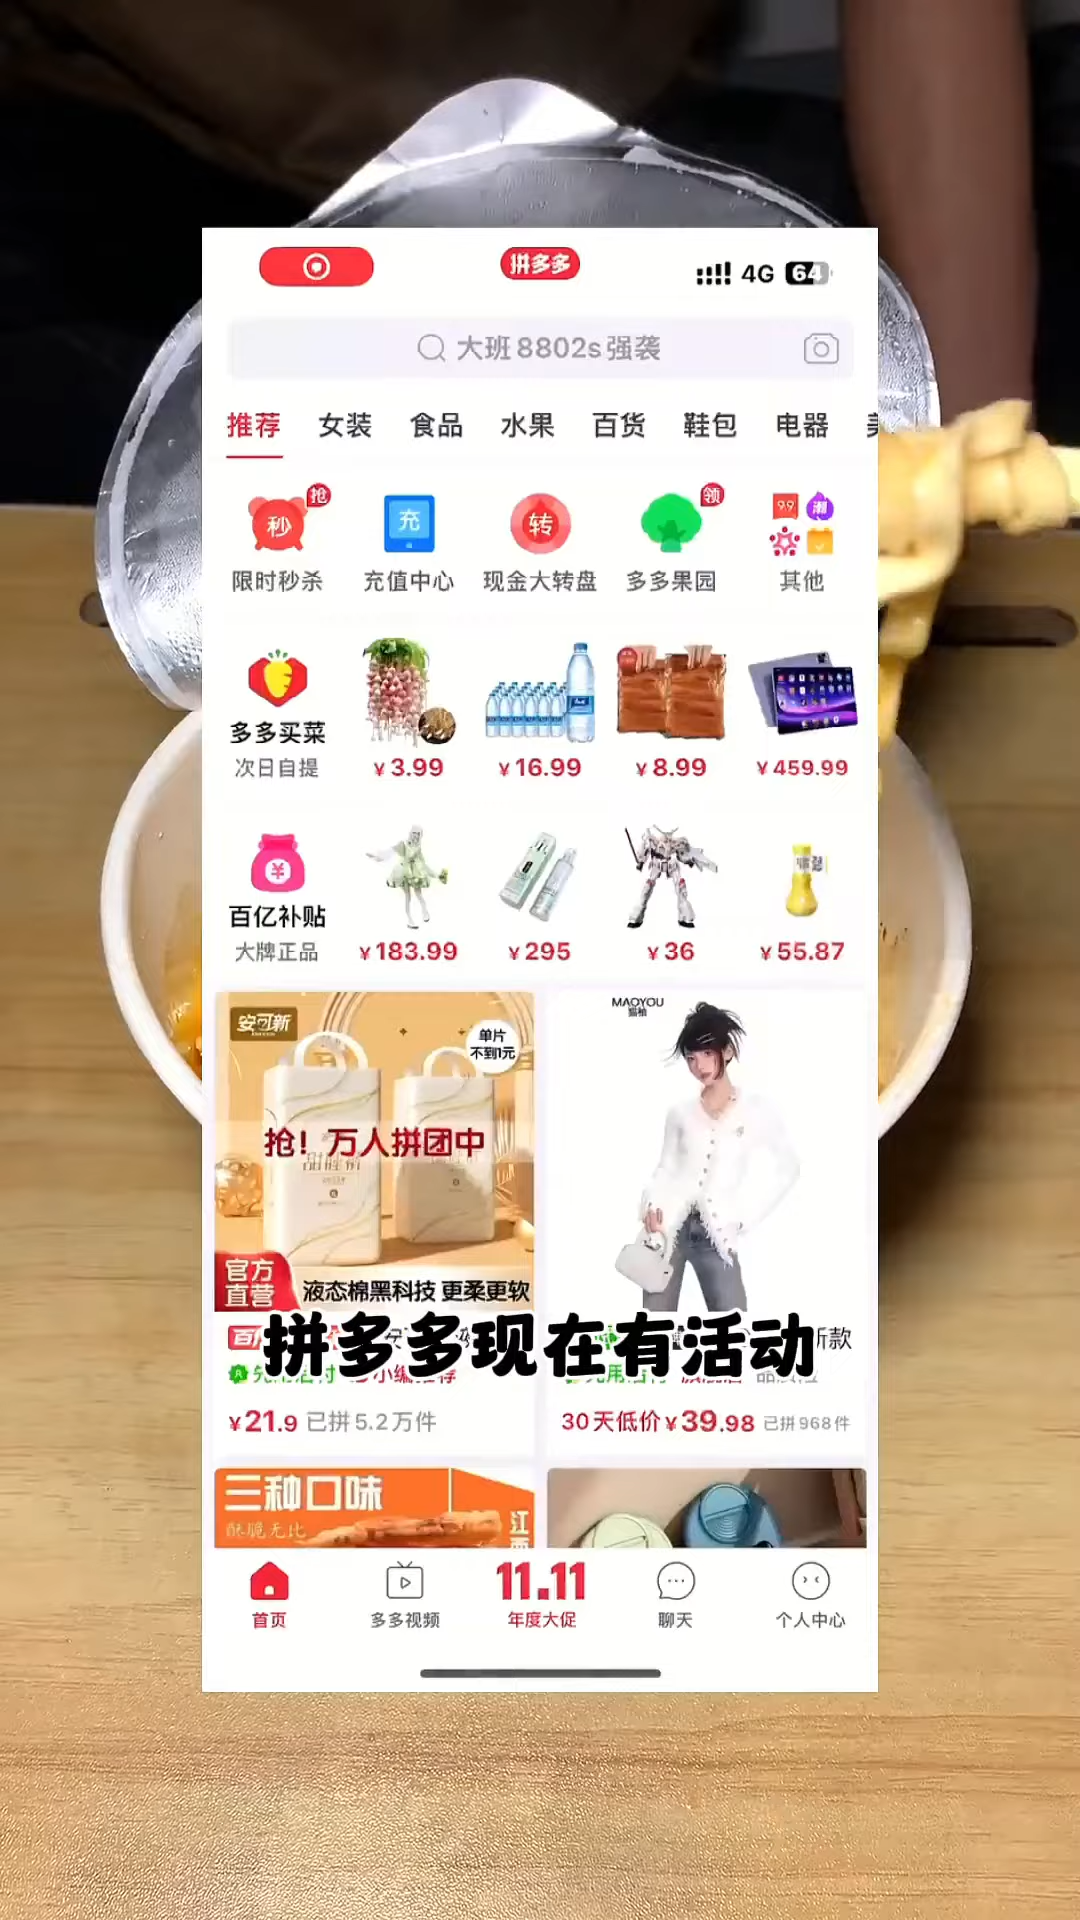 拼多多
4G
64
大班8802s强袭
推荐 女装 食品 水果 百货 鞋包 电器
秒 抢 充 转 领 99 潮
限时秒杀 充值中心 现金大转盘 多多果园 其他
多多买菜
次日自提
¥3.99 ¥16.99 ¥8.99 ¥459.99
百亿补贴
大牌正品
¥183.99 ¥295 ¥36 ¥55.87
安可新
单片
不到1元
抢！万人拼团中
官方
直营
液态棉黑科技 更柔更软
MAOYOU
新款
拼多多现在有活动
¥21.9 已拼5.2万件
30天低价¥39.98 已拼968件
三种口味
酥脆无比
11.11
首页 多多视频 年度大促 聊天 个人中心